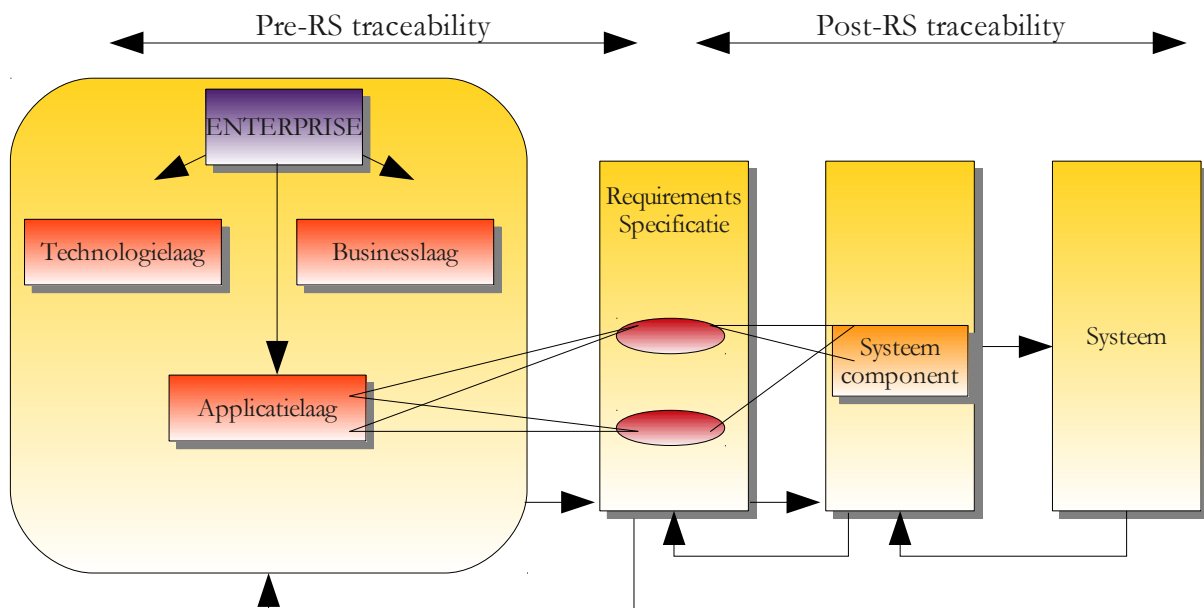 Pre-RS traceability
Post-RS traceability
ENTERPRISE
Requirements
Specificatie
Technologielaag
Businesslaag
Systeem
component
Systeem
Applicatielaag